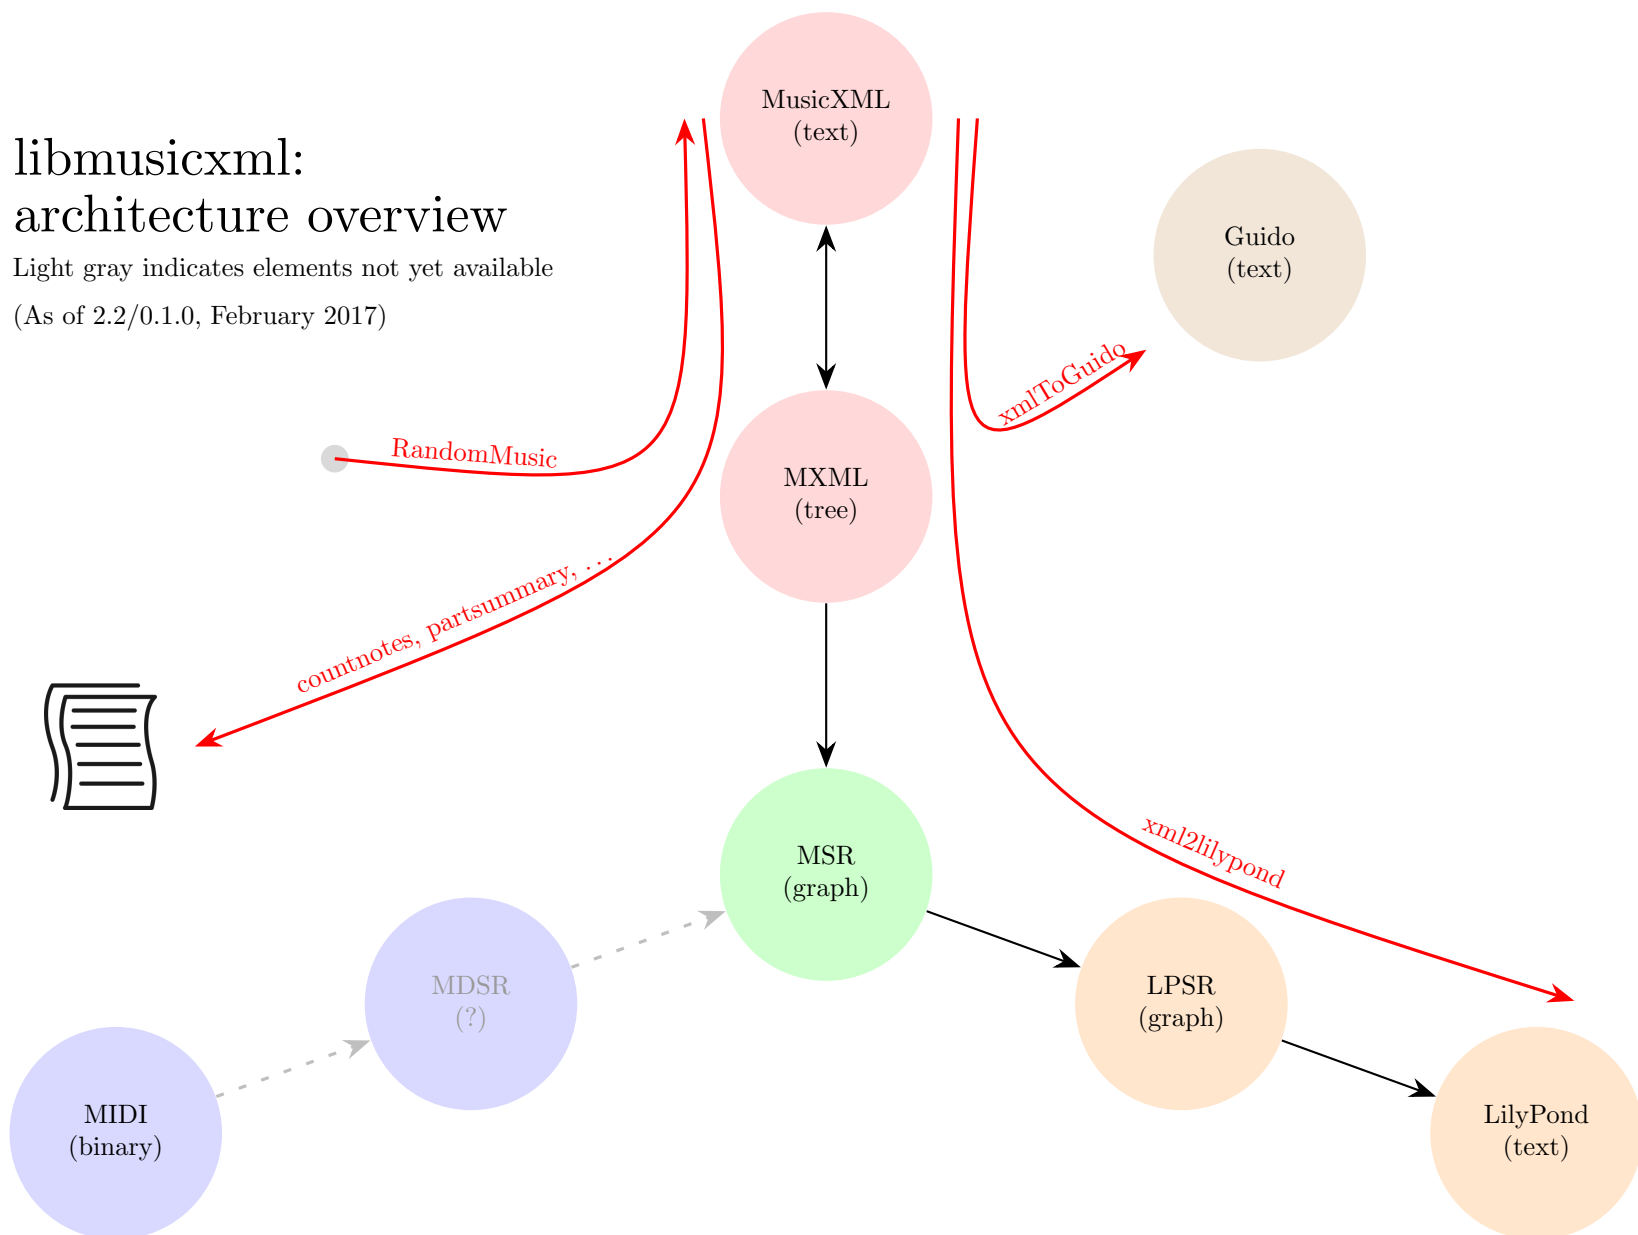 libmusicxml:
architecture overview
Light gray indicates elements not yet available
(As of 2.2/0.1.0, February 2017)
MusicXML
(text)
Guido
(text)
xmlToGuido
RandomMusic
MXML
(tree)
countnotes, partsummary, ...
xml2lilypond
MSR
(graph)
MDSR
(?)
LPSR
(graph)
MIDI
(binary)
LilyPond
(text)